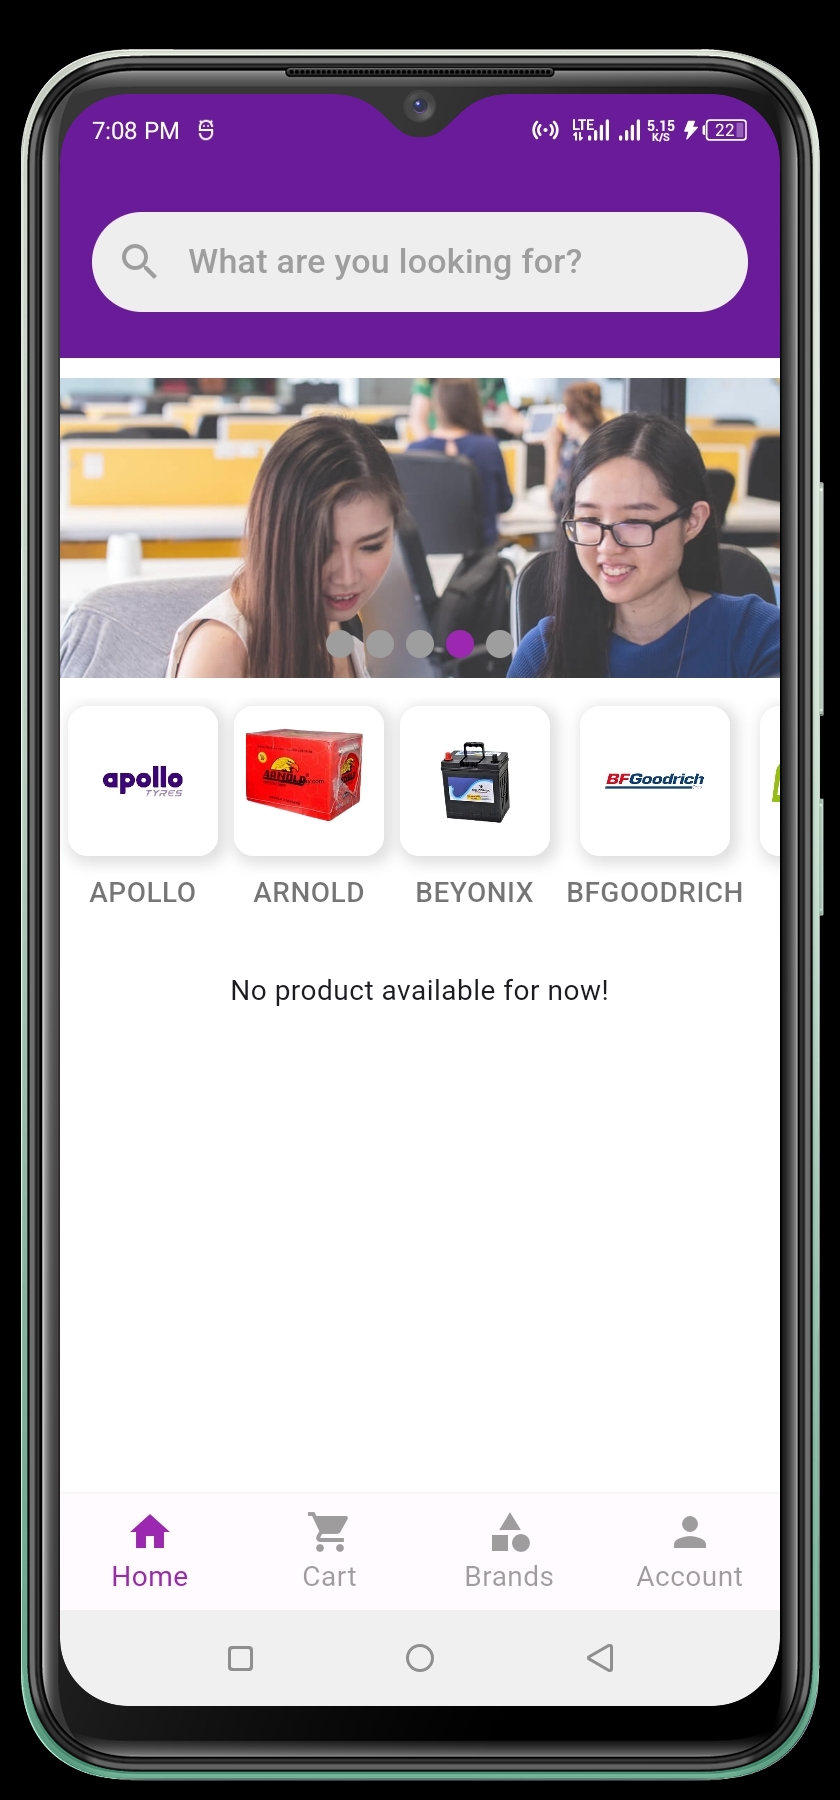 7:08 PM
LTE
5.15
K/S
22
What are you looking for?
apollo
TYRES
ARNOLD
BFGoodrich
APOLLO
ARNOLD
BEYONIX
BFGOODRICH
No product available for now!
Home
Cart
Brands
Account